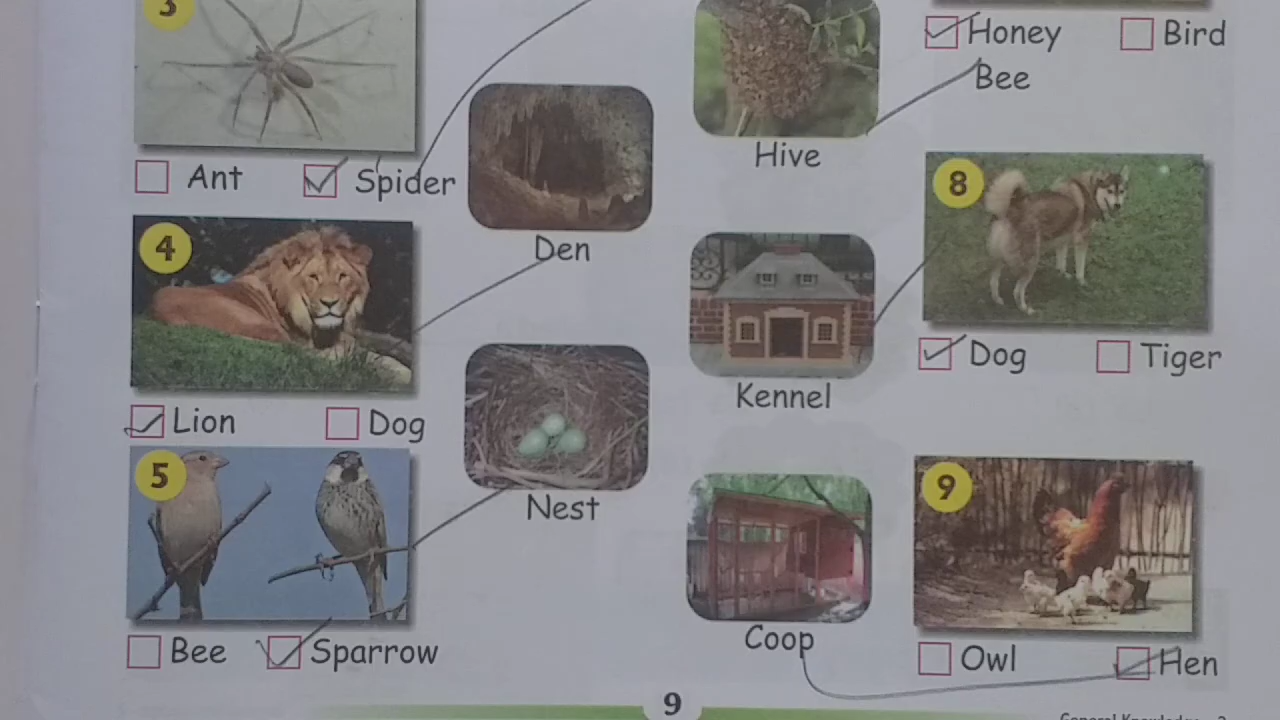 3
Ant Spider
4
Lion Dog
5
Bee Sparrow
Den
Nest
Hive
Kennel
Coop
Honey Bee Bird
8
Dog Tiger
9
Owl Hen
9